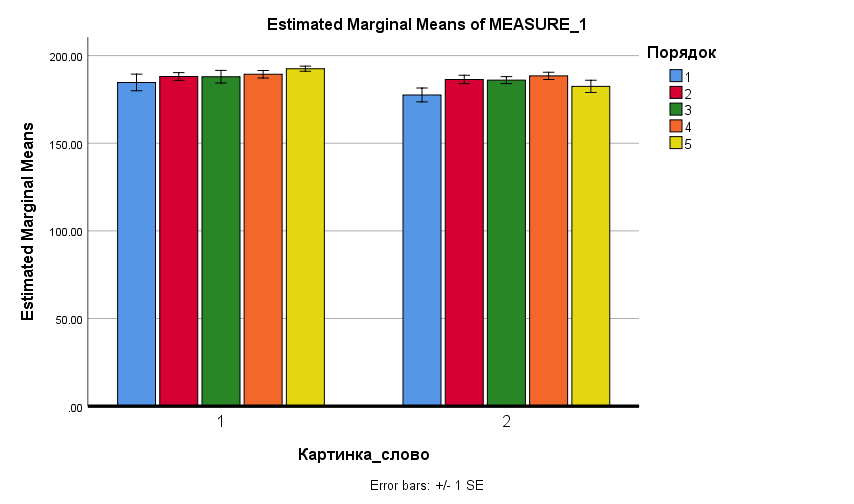 Estimated Marginal Means of MEASURE_1
Estimated Marginal Means
200.00
150.00
100.00
50.00
.00
1
2
Картинка_слово
Порядок
1
2
3
4
5
Error bars: +/- 1 SE